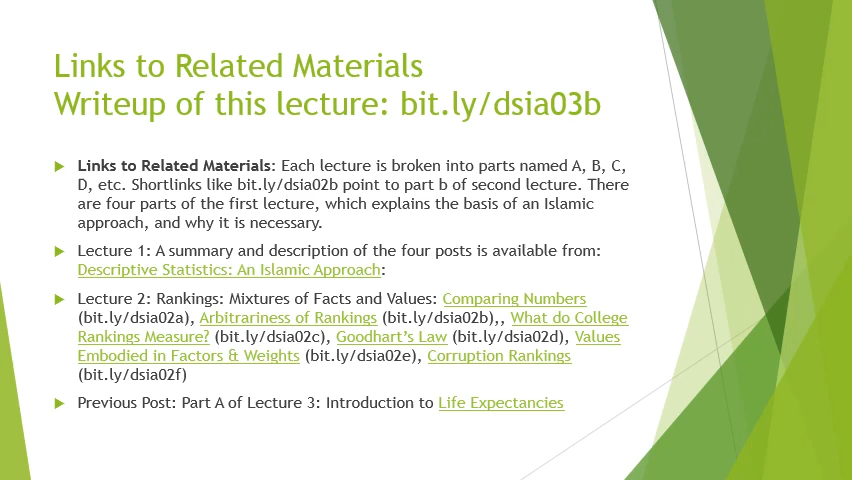 Links to Related Materials
Writeup of this lecture: bit.ly/dsia03b
Links to Related Materials: Each lecture is broken into parts named A, B, C,
D, etc. Shortlinks like bit.ly/dsia02b point to part b of second lecture. There
are four parts of the first lecture, which explains the basis of an Islamic
approach, and why it is necessary.
Lecture 1: A summary and description of the four posts is available from:
Descriptive Statistics: An Islamic Approach:
Lecture 2: Rankings: Mixtures of Facts and Values: Comparing Numbers
(bit.ly/dsia02a), Arbitrariness of Rankings (bit.ly/dsia02b),, What do College
Rankings Measure? (bit.ly/dsia02c), Goodhart’s Law (bit.ly/dsia02d), Values
Embodied in Factors & Weights (bit.ly/dsia02e), Corruption Rankings
(bit.ly/dsia02f)
Previous Post: Part A of Lecture 3: Introduction to Life Expectancies